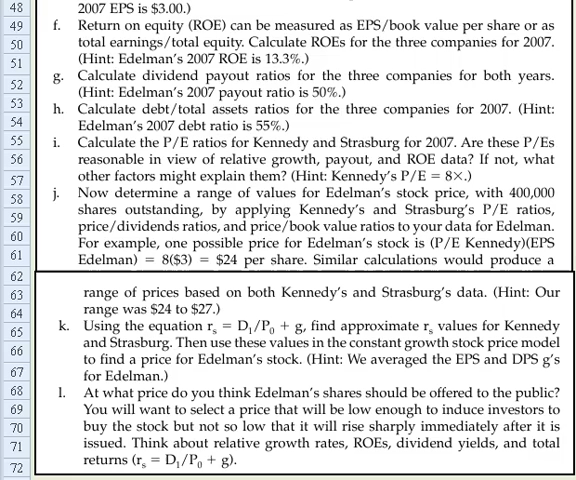 48
2007 EPS is $3.00.)
49
f. Return on equity (ROE) can be measured as EPS/book value per share or as
50
total earnings/total equity. Calculate ROEs for the three companies for 2007.
51
(Hint: Edelman's 2007 ROE is 13.3%.)
g. Calculate dividend payout ratios for the three companies for both years.
52
(Hint: Edelman's 2007 payout ratio is 50%.)
53
h. Calculate debt/total assets ratios for the three companies for 2007. (Hint:
54
Edelman's 2007 debt ratio is 55%.)
55
i. Calculate the P/E ratios for Kennedy and Strasburg for 2007. Are these P/Es
56
reasonable in view of relative growth, payout, and ROE data? If not, what
57
other factors might explain them? (Hint: Kennedy's P/E = 8×.)
58
j. Now determine a range of values for Edelman's stock price, with 400,000
shares outstanding, by applying Kennedy's and Strasburg's P/E ratios,
59
price/dividends ratios, and price/book value ratios to your data for Edelman.
60
For example, one possible price for Edelman's stock is (P/E Kennedy)(EPS
61
Edelman) = 8($3) = $24 per share. Similar calculations would produce a
62
63
range of prices based on both Kennedy's and Strasburg's data. (Hint: Our
64
range was $24 to $27.)
65
k. Using the equation rₛ = D₁/P₀ + g, find approximate rₛ values for Kennedy
66
and Strasburg. Then use these values in the constant growth stock price model
to find a price for Edelman's stock. (Hint: We averaged the EPS and DPS g's
67
for Edelman.)
68
l. At what price do you think Edelman's shares should be offered to the public?
69
You will want to select a price that will be low enough to induce investors to
70
buy the stock but not so low that it will rise sharply immediately after it is
71
issued. Think about relative growth rates, ROEs, dividend yields, and total
72
returns (rₛ = D₁/P₀ + g).